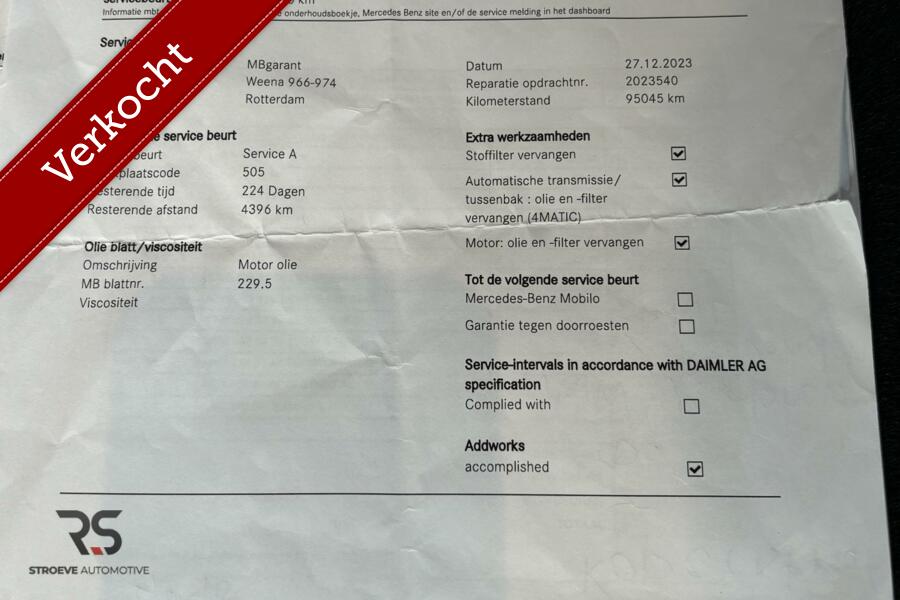 km
Informatie mbt
e onderhoudsboekje, Mercedes Benz site en/of de service melding in het dashboard
Verkocht
MBgarant
Weena 966-974
Rotterdam
Datum 27.12.2023
Reparatie opdrachtnr. 2023540
Kilometerstand 95045 km
service beurt
beurt Service A
plaatscode 505
esterende tijd 224 Dagen
Resterende afstand 4396 km
Olie blatt/viscositeit
Omschrijving Motor olie
MB blattnr. 229.5
Viscositeit
Extra werkzaamheden
Stoffilter vervangen ☑
Automatische transmissie/ ☑
tussenbak : olie en -filter
vervangen (4MATIC)
Motor: olie en -filter vervangen ☑
Tot de volgende service beurt
Mercedes-Benz Mobilo ☐
Garantie tegen doorroesten ☐
Service-intervals in accordance with DAIMLER AG
specification
Complied with ☐
Addworks
accomplished ☑
RS
STROEVE AUTOMOTIVE